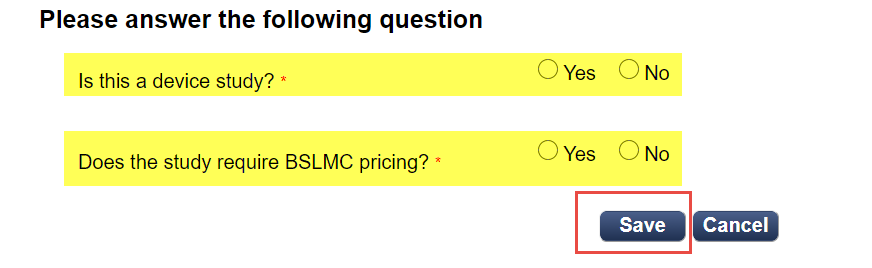 Please answer the following question
Is this a device study? * Yes No
Does the study require BSLMC pricing? * Yes No
Save Cancel